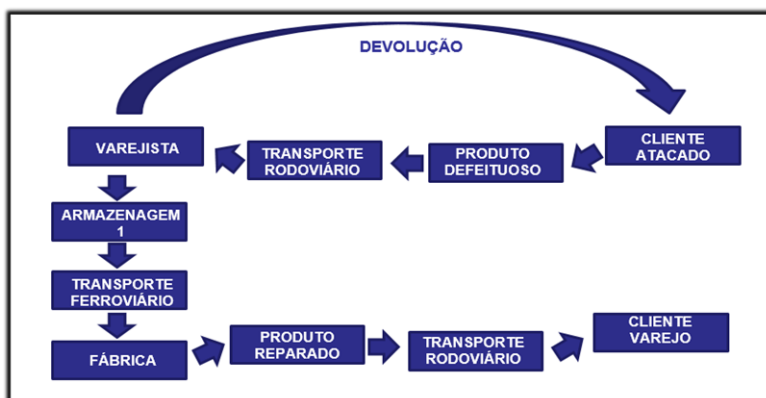 DEVOLUÇÃO
VAREJISTA
TRANSPORTE
RODOVIÁRIO
PRODUTO
DEFEITUOSO
CLIENTE
ATACADO
ARMAZENAGEM
1
TRANSPORTE
FERROVIÁRIO
FÁBRICA
PRODUTO
REPARADO
TRANSPORTE
RODOVIÁRIO
CLIENTE
VAREJO